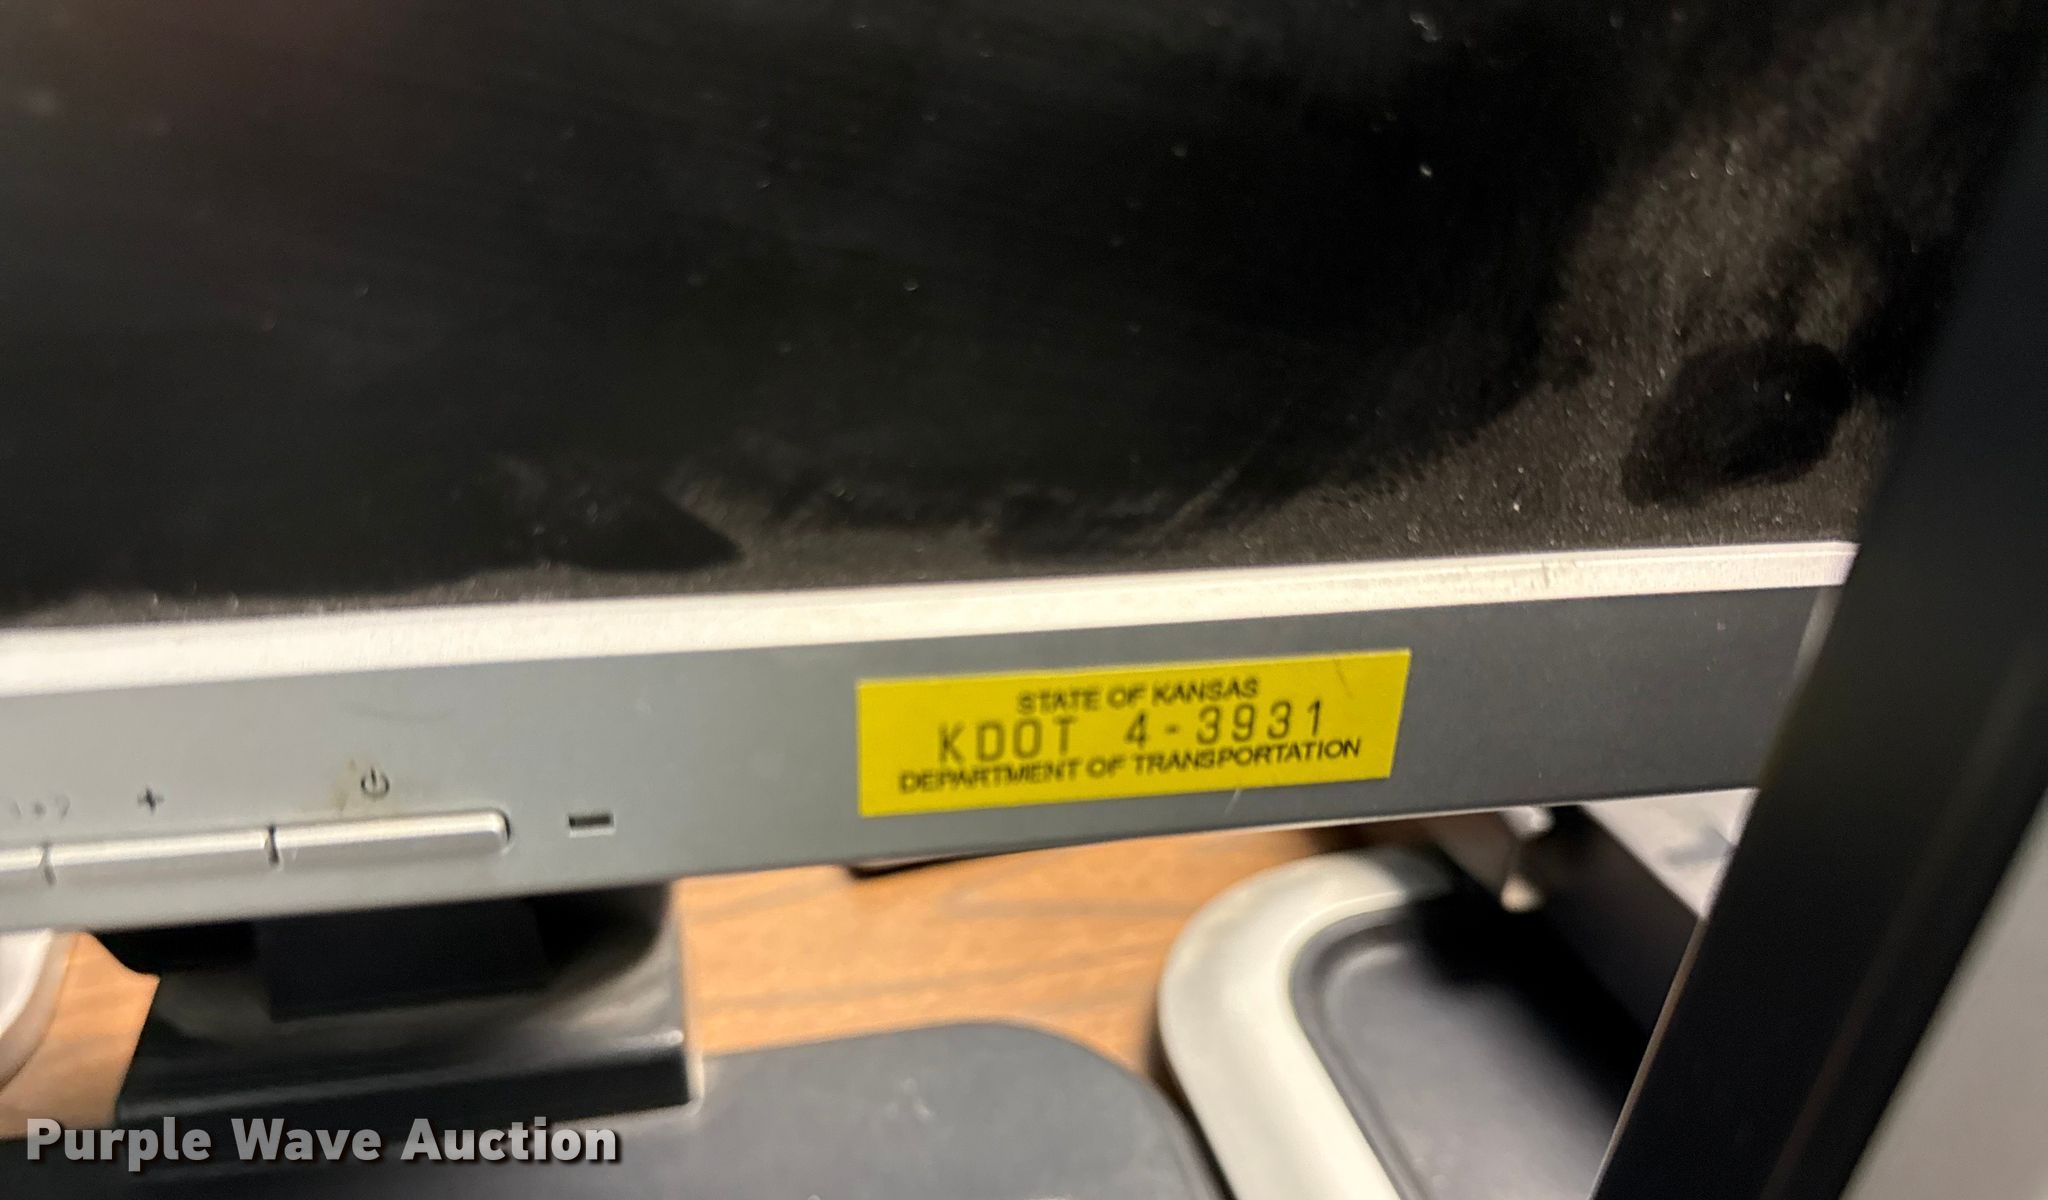 STATE OF KANSAS
KDOT 4-3931
DEPARTMENT OF TRANSPORTATION
+
Purple Wave Auction